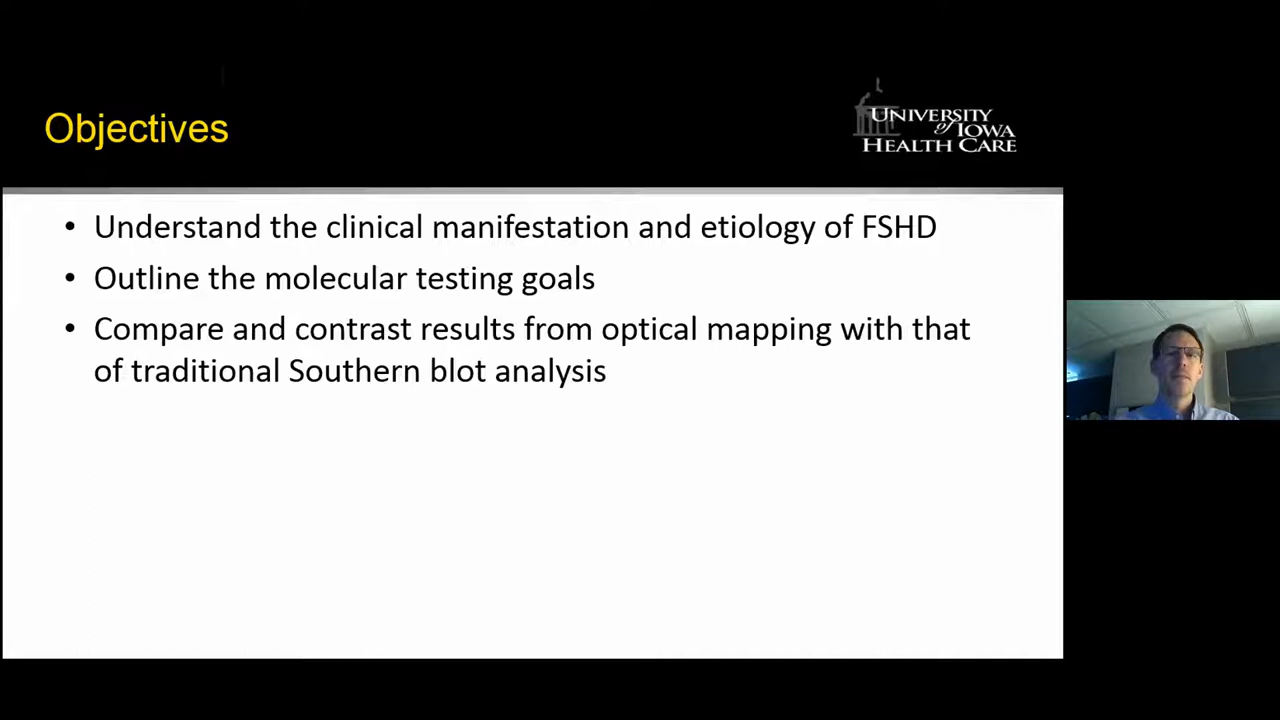 Objectives
UNIVERSITY
of IOWA
HEALTH CARE
• Understand the clinical manifestation and etiology of FSHD
• Outline the molecular testing goals
• Compare and contrast results from optical mapping with that
of traditional Southern blot analysis